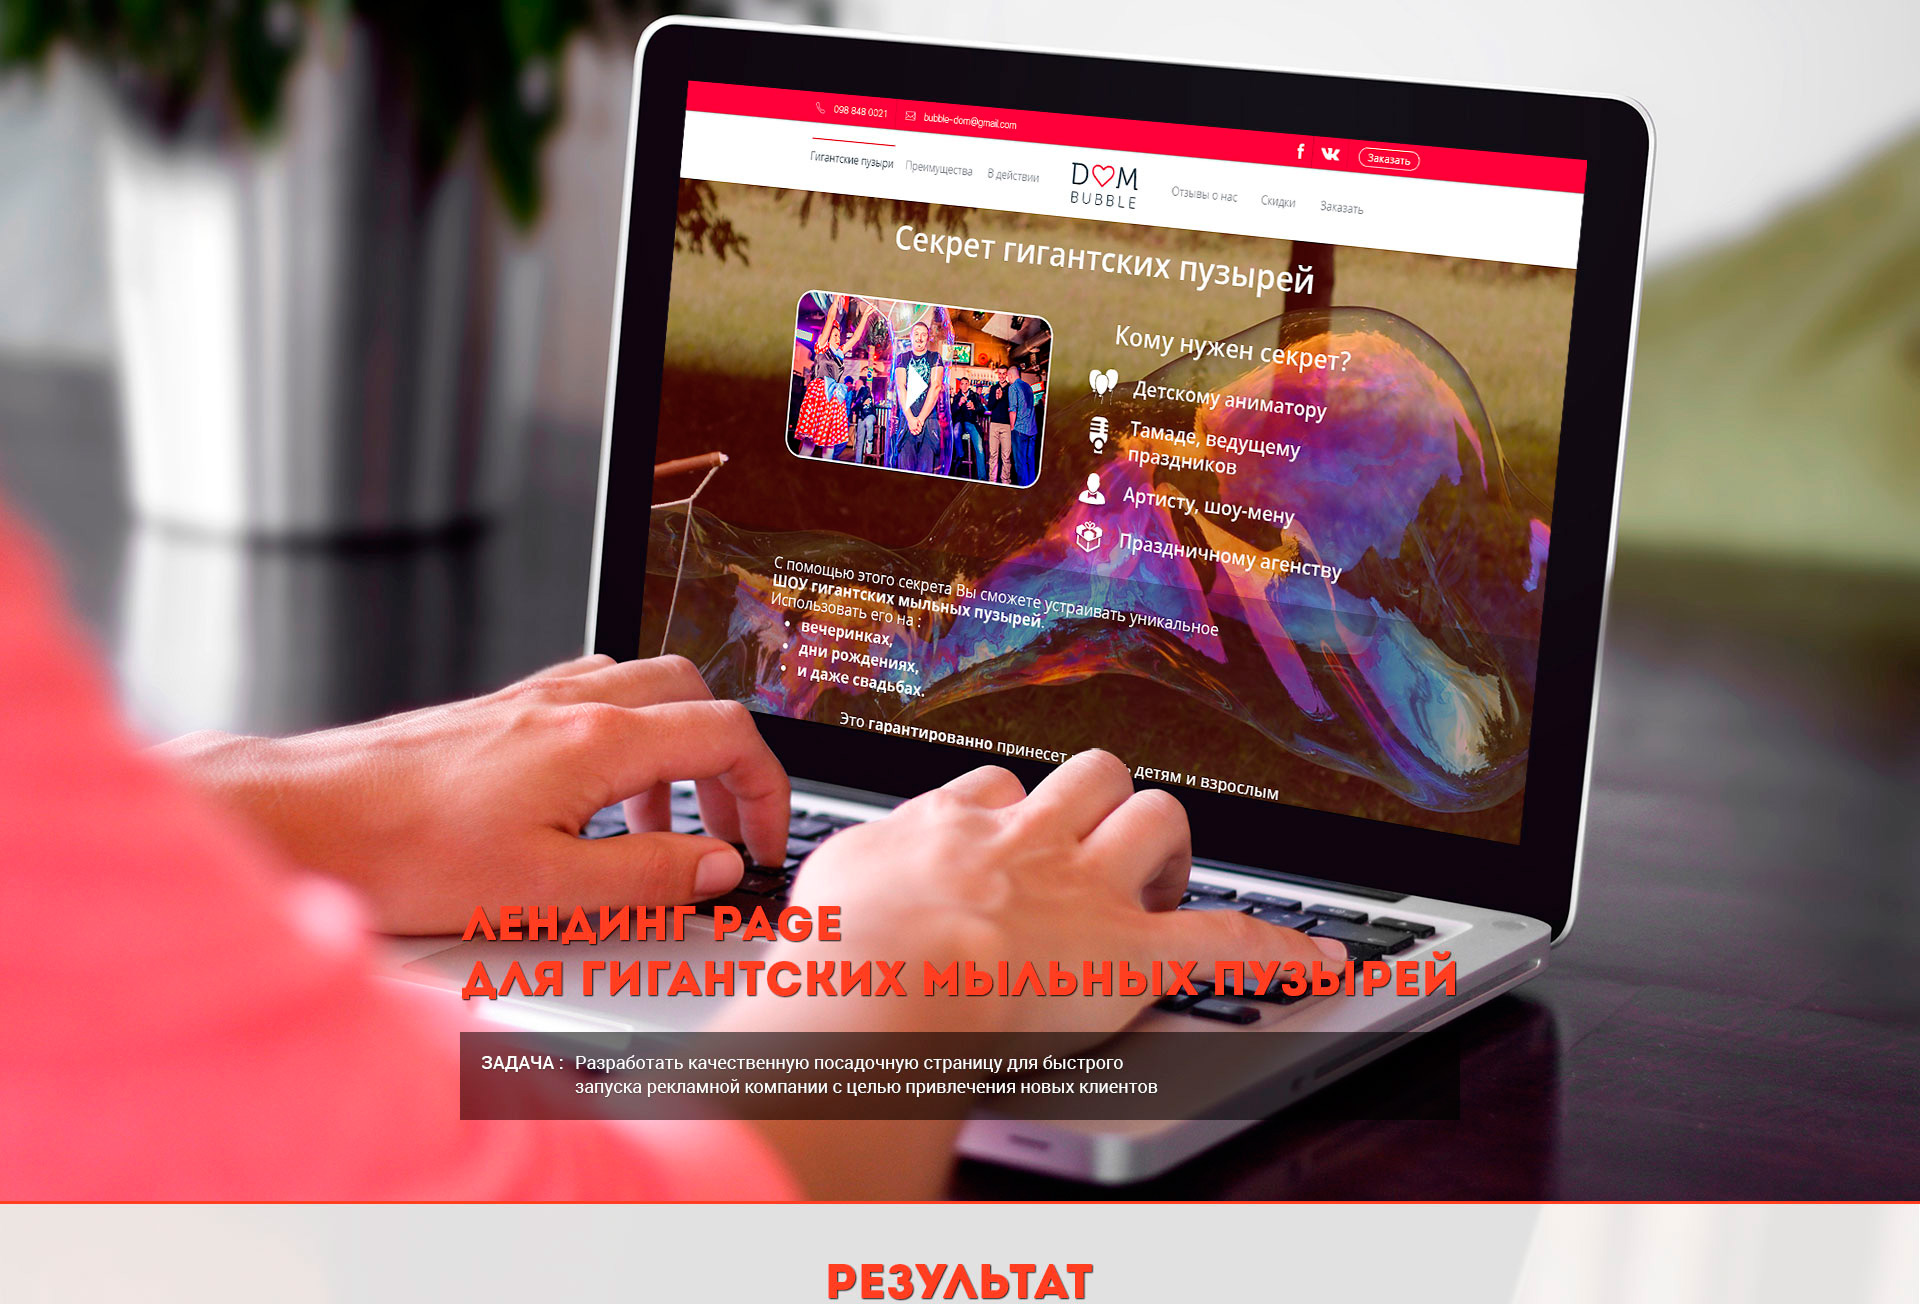 098 848 0021
bubble-dom@gmail.com
Заказать
Гигантские пузыри
Преимущества
В действии
DOM
BUBBLE
Отзывы о нас
Скидки
Заказать
Секрет гигантских пузырей
Кому нужен секрет?
Детскому аниматору
Тамаде, ведущему
праздников
Артисту, шоу-мену
Праздничному агенству
С помощью этого секрета Вы сможете устраивать уникальное
ШОУ гигантских мыльных пузырей.
Использовать его на :
вечеринках,
дни рождениях,
и даже свадьбах.
Это гарантированно принесет детям и взрослым
ЛЕНДИНГ PAGE
ДЛЯ ГИГАНТСКИХ МЫЛЬНЫХ ПУЗЫРЕЙ
ЗАДАЧА : Разработать качественную посадочную страницу для быстрого
запуска рекламной компании с целью привлечения новых клиентов
РЕЗУЛЬТАТ